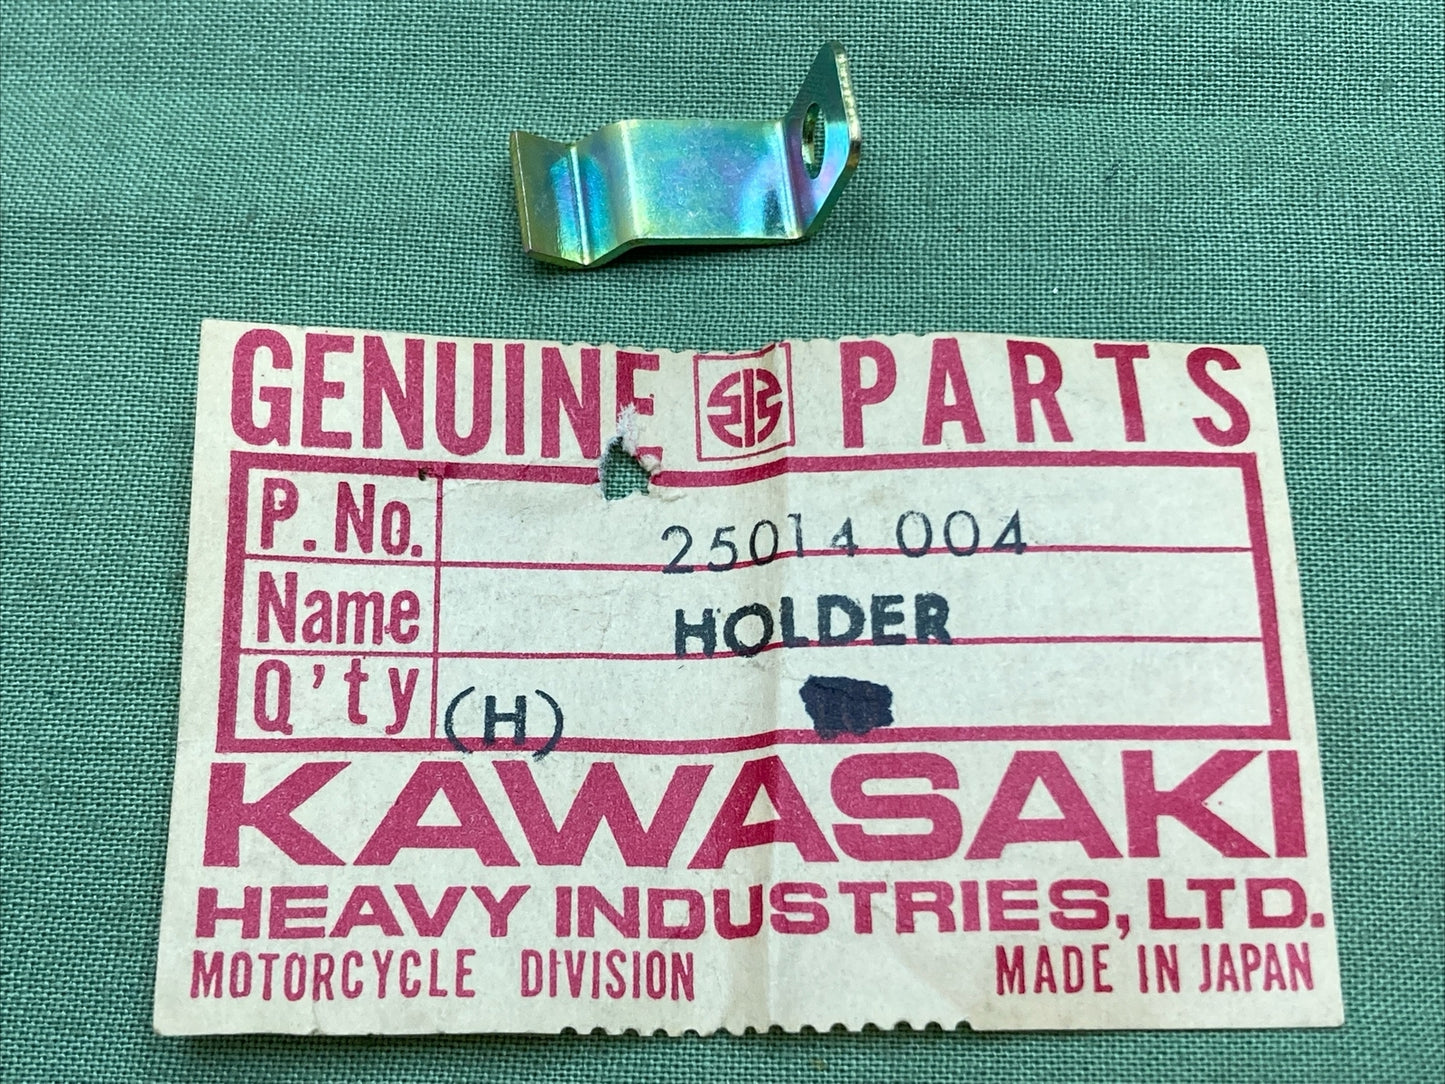 GENUINE PARTS
P. No. 25014 004
Name HOLDER
Q'ty (H)
KAWASAKI
HEAVY INDUSTRIES, LTD.
MOTORCYCLE DIVISION MADE IN JAPAN